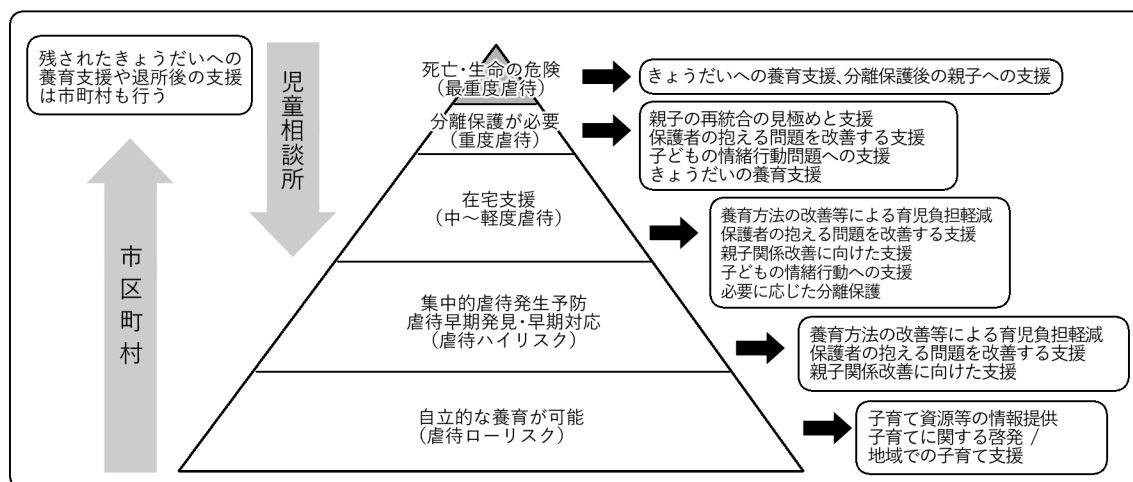 残されたきょうだいへの
養育支援や退所後の支援
は市町村も行う
児童相談所
市区町村
死亡・生命の危険
(最重度虐待)
きょうだいへの養育支援、分離保護後の親子への支援
分離保護が必要
(重度虐待)
親子の再統合の見極めと支援
保護者の抱える問題を改善する支援
子どもの情緒行動問題への支援
きょうだいの養育支援
在宅支援
(中〜軽度虐待)
養育方法の改善等による育児負担軽減
保護者の抱える問題を改善する支援
親子関係改善に向けた支援
子どもの情緒行動への支援
必要に応じた分離保護
集中的虐待発生予防
虐待早期発見・早期対応
(虐待ハイリスク)
養育方法の改善等による育児負担軽減
保護者の抱える問題を改善する支援
親子関係改善に向けた支援
自立的な養育が可能
(虐待ローリスク)
子育て資源等の情報提供
子育てに関する啓発 /
地域での子育て支援